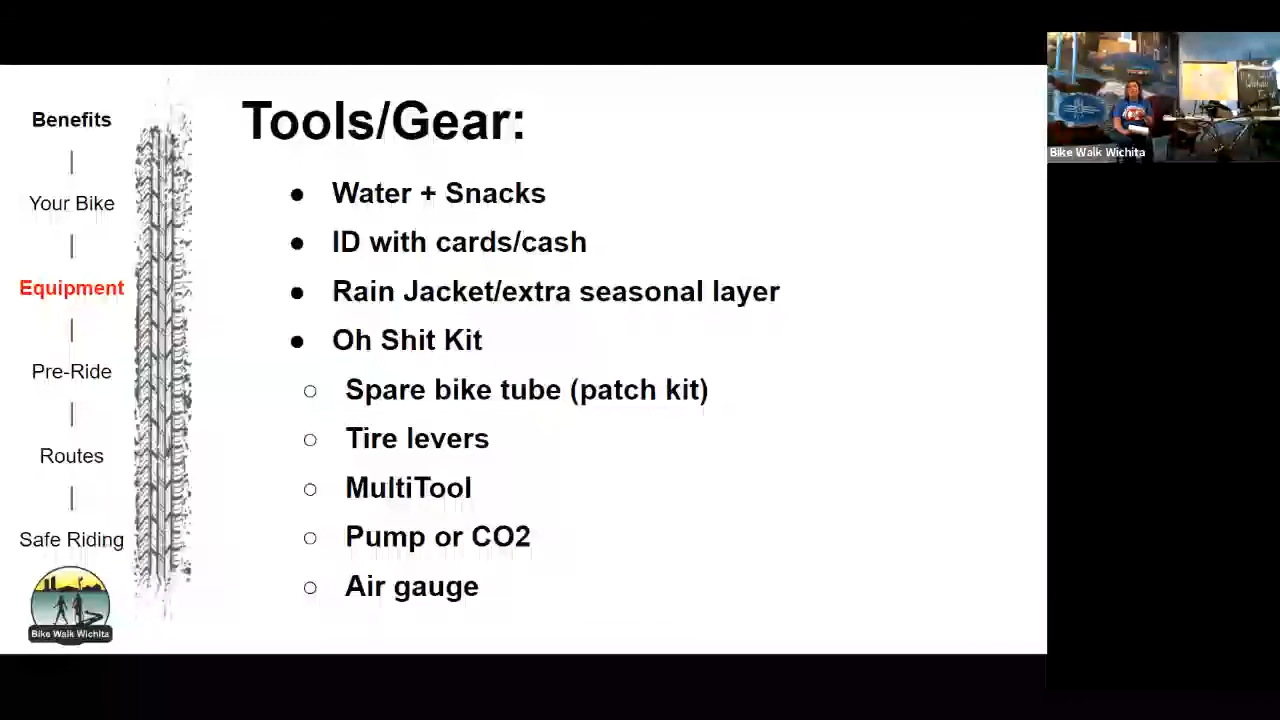 Benefits
Your Bike
Equipment
Pre-Ride
Routes
Safe Riding
Bike Walk Wichita
Tools/Gear:
● Water + Snacks
● ID with cards/cash
● Rain Jacket/extra seasonal layer
● Oh Shit Kit
○ Spare bike tube (patch kit)
○ Tire levers
○ MultiTool
○ Pump or CO2
○ Air gauge
Bike Walk Wichita